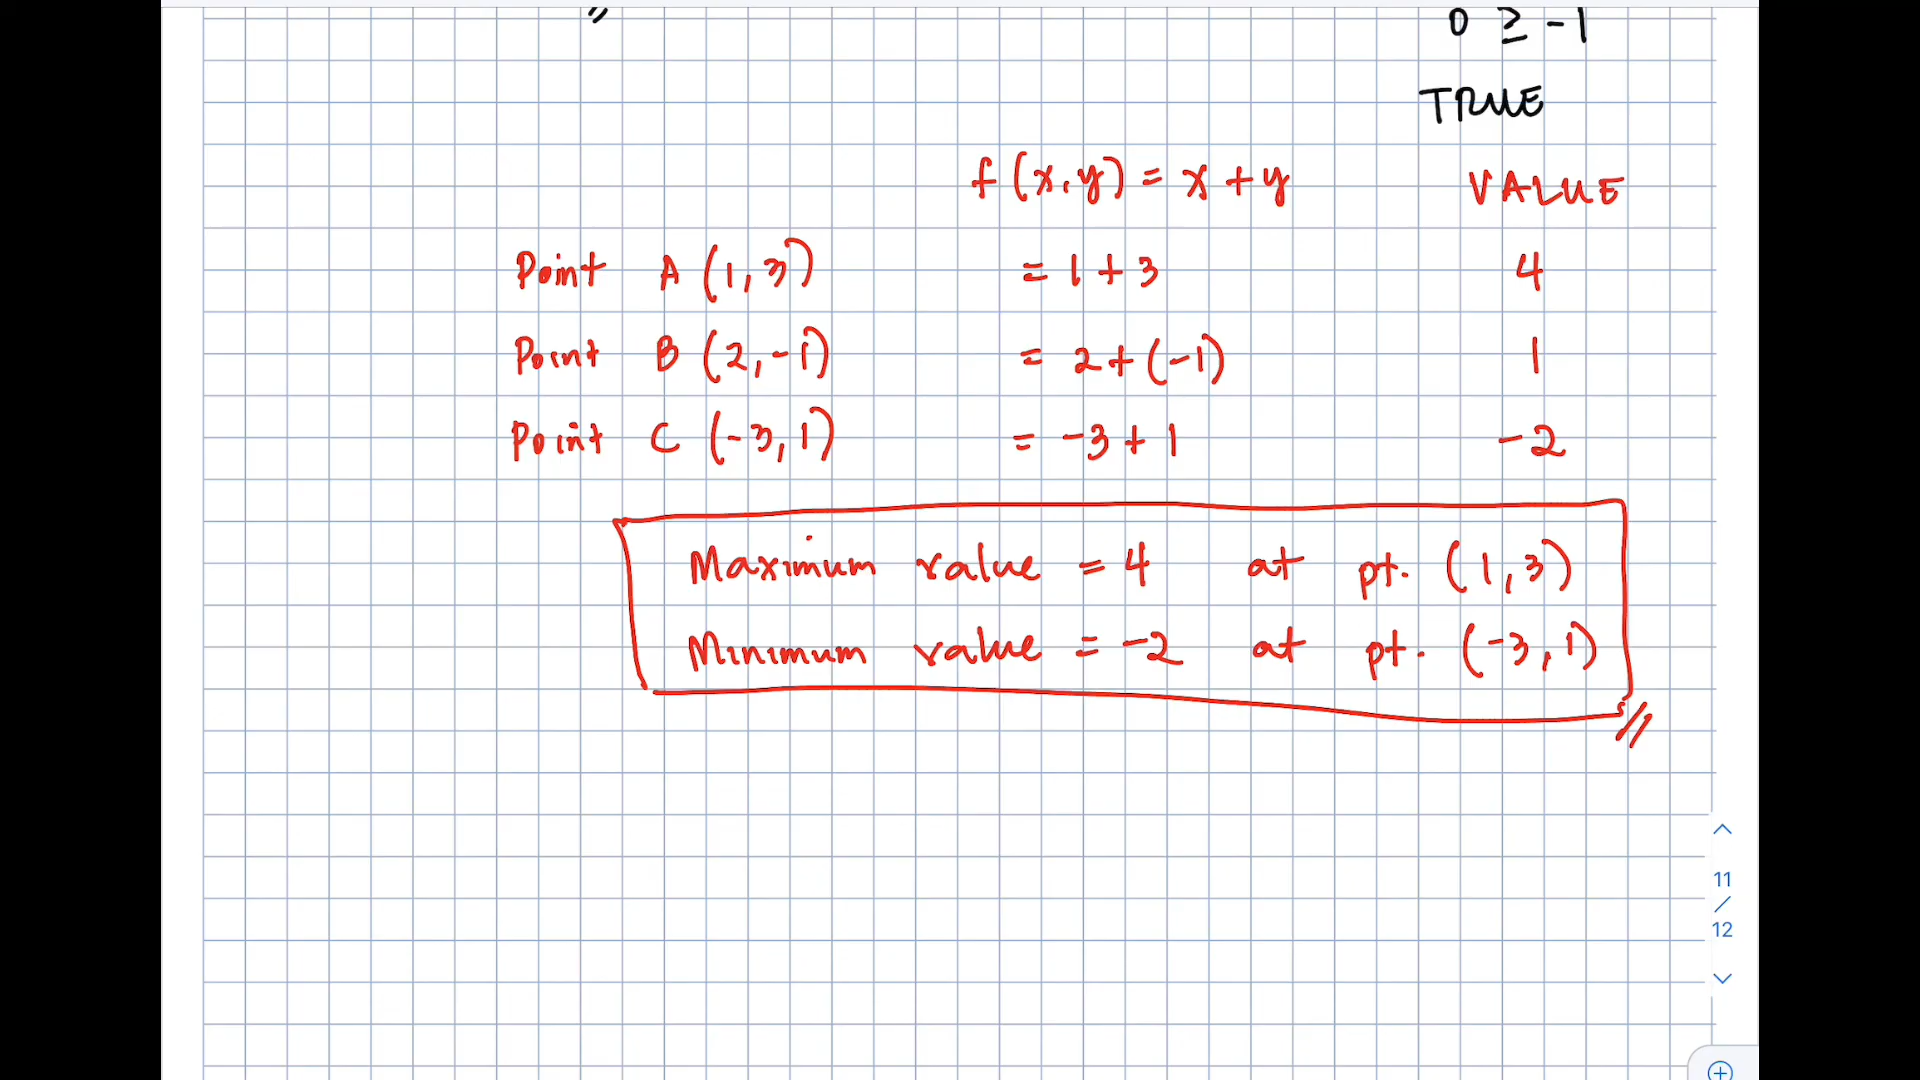 0 ≥ -1
TRUE
f(x,y) = x + y VALUE
Point A (1,3) = 1 + 3 4
Point B (2,-1) = 2 + (-1) 1
Point C (-3,1) = -3 + 1 -2
Maximum value = 4 at pt. (1,3)
Minimum value = -2 at pt. (-3,1)
11
/
12